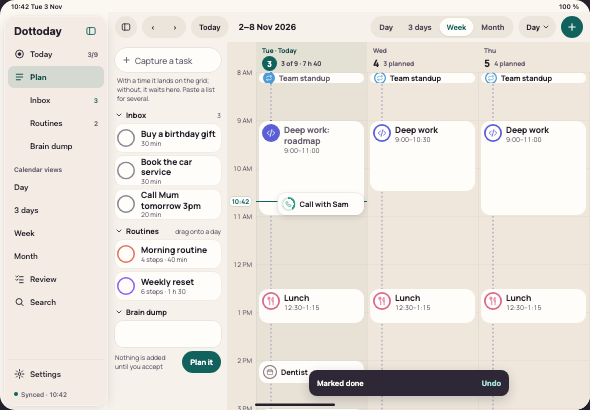 10:42 Tue 3 Nov
100 %
Dottoday
Today 3/9
Plan
Inbox 3
Routines 2
Brain dump
Calendar views
Day
3 days
Week
Month
Review
Search
Settings
Synced · 10:42
Today
2–8 Nov 2026
Day
3 days
Week
Month
Day
+ Capture a task
With a time it lands on the grid;
without, it waits here. Paste a list
for several.
Inbox 3
Buy a birthday gift
30 min
Book the car
service
30 min
Call Mum
tomorrow 3pm
20 min
Routines drag onto a day
Morning routine
4 steps · 40 min
Weekly reset
6 steps · 1 h 30
Brain dump
Nothing is added
until you accept
Plan it
Tue · Today
3 3 of 9 · 7 h 40
Wed
4 3 planned
Thu
5 4 planned
8 AM
9 AM
10 AM
10:42
11 AM
12 PM
1 PM
2 PM
3 PM
Team standup
Deep work:
roadmap
9:00–11:00
Call with Sam
Lunch
12:30–1:15
Dentist
Team standup
Deep work
9:00–10:30
Lunch
12:30–1:15
Team standup
Deep work
9:00–11:00
Lunch
12:30–1:15
Marked done
Undo